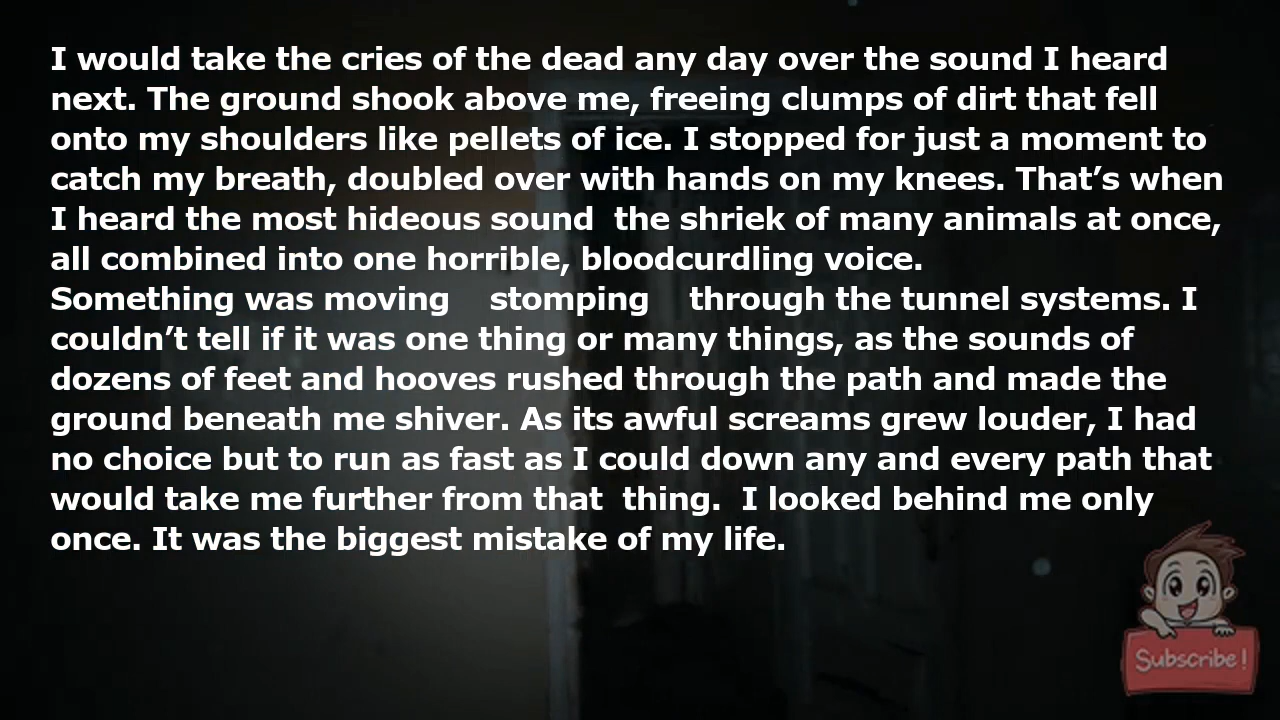 I would take the cries of the dead any day over the sound I heard
next. The ground shook above me, freeing clumps of dirt that fell
onto my shoulders like pellets of ice. I stopped for just a moment to
catch my breath, doubled over with hands on my knees. That’s when
I heard the most hideous sound  the shriek of many animals at once,
all combined into one horrible, bloodcurdling voice.
Something was moving    stomping    through the tunnel systems. I
couldn’t tell if it was one thing or many things, as the sounds of
dozens of feet and hooves rushed through the path and made the
ground beneath me shiver. As its awful screams grew louder, I had
no choice but to run as fast as I could down any and every path that
would take me further from that  thing.  I looked behind me only
once. It was the biggest mistake of my life.
Subscribe!